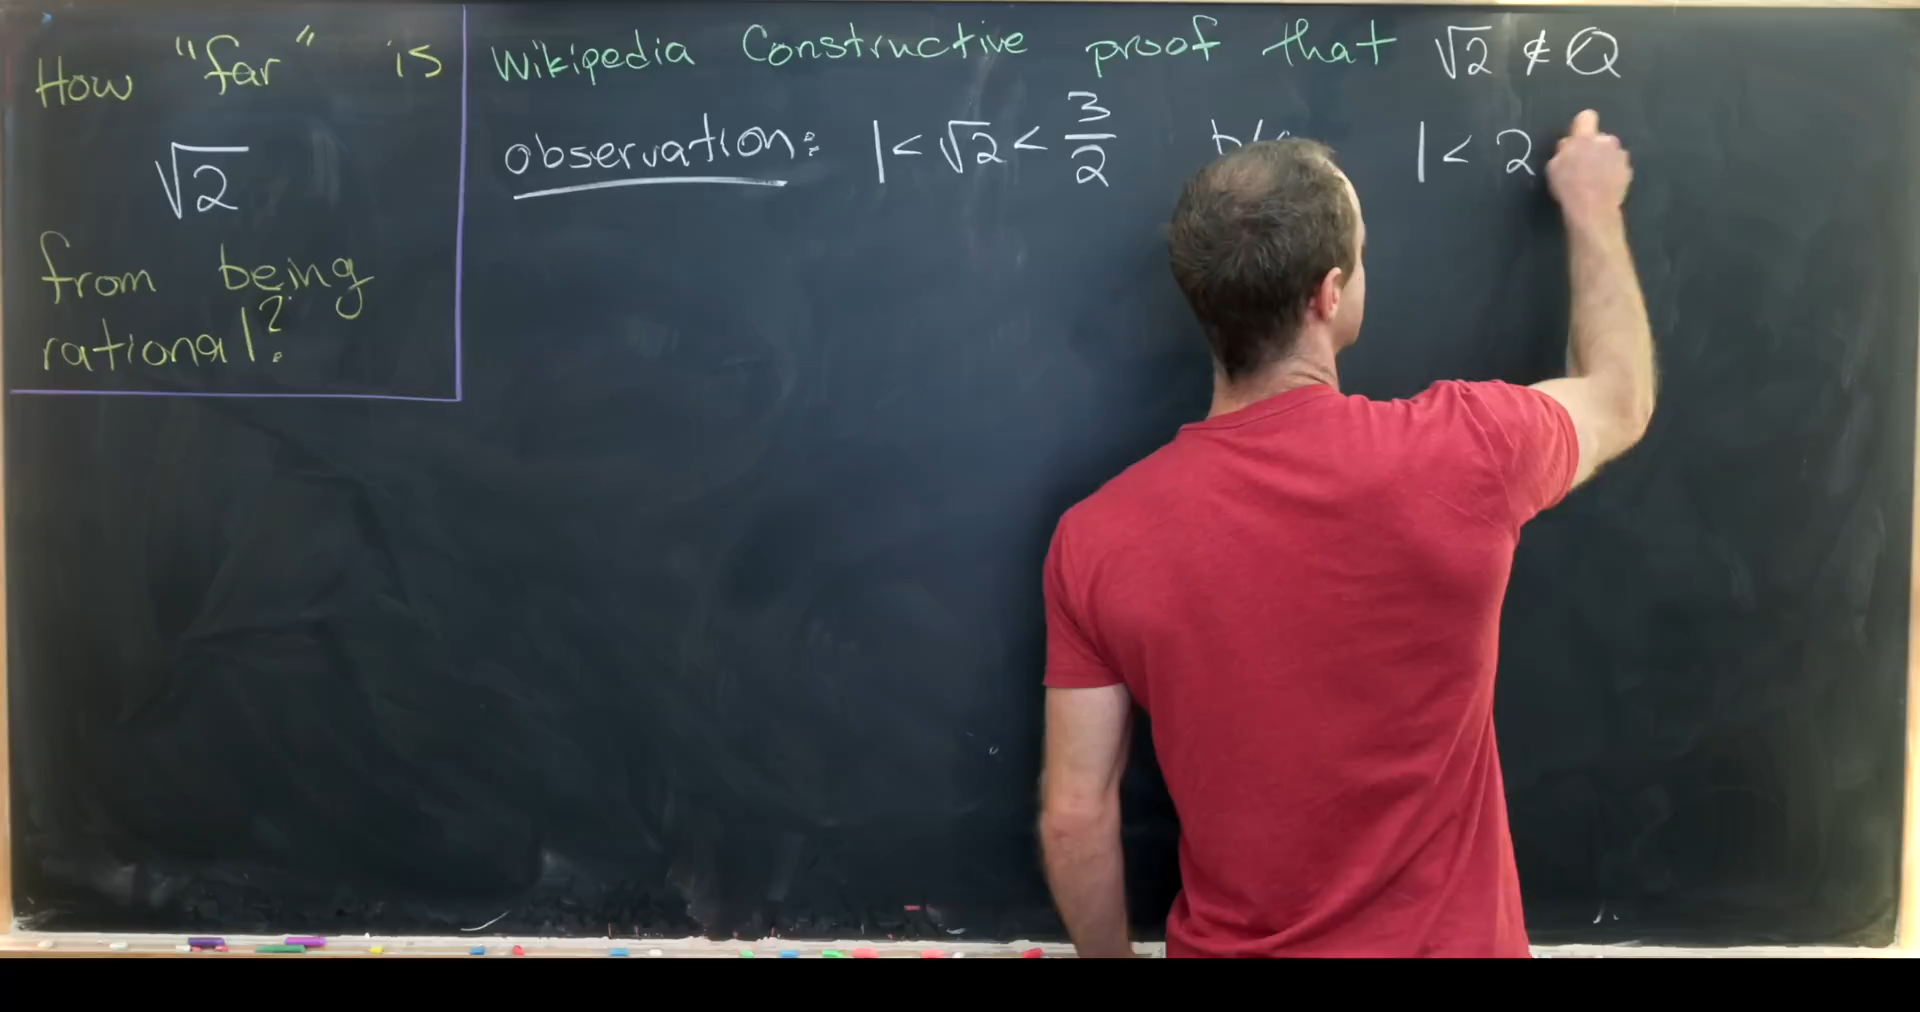 How "far" is
√2
from being
rational?
Wikipedia Constructive proof that √2 ∉ Q
observation: 1 < √2 < 3/2 1 < 2